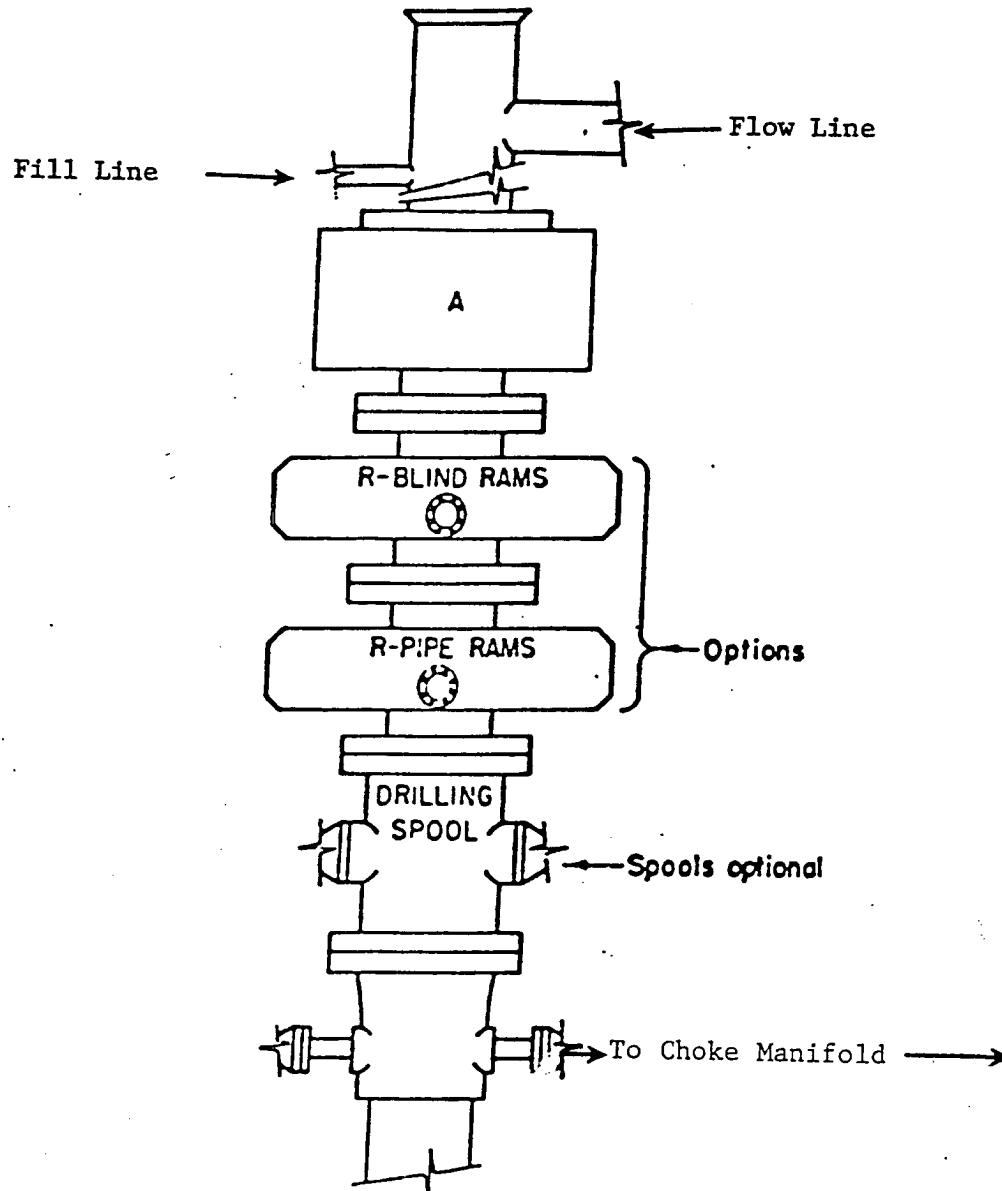 Flow Line
Fill Line
A
R-BLIND RAMS
R-PIPE RAMS
Options
DRILLING
SPOOL
Spools optional
To Choke Manifold